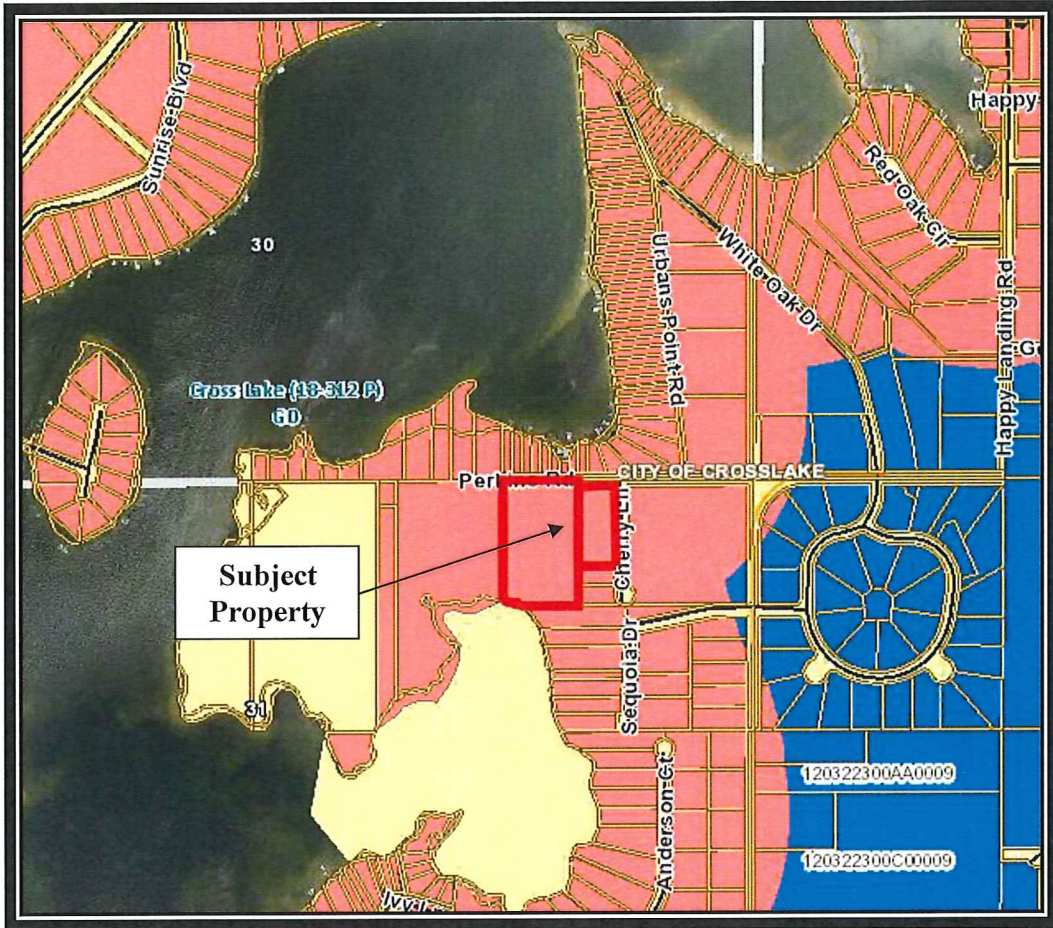 Happy
Sunrise Blvd
Red Oak Cir
30
Urbans Point Rd
White Oak Dr
Happy Landing Rd
Cross Lake (18-312 P)
GD
CITY OF CROSSLAKE
Cherry Ln
Subject
Property
Sequoia Dr
31
120322300AA0009
Anderson Ct
120322300C00009